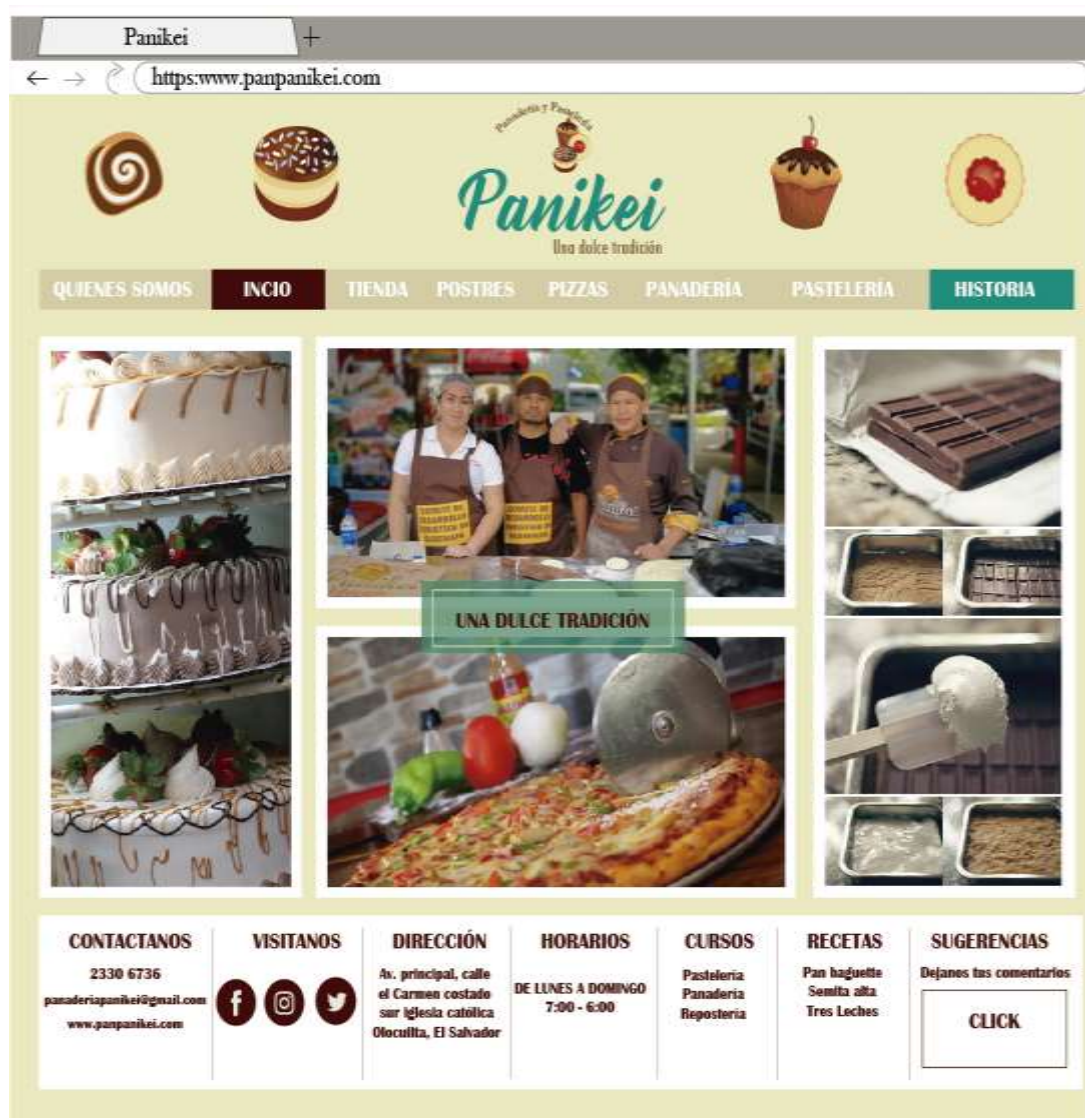 Panikei
+
https:www.panpanikei.com
Panadería y Pastelería
Panikei
Una dulce tradición
QUIENES SOMOS INCIO TIENDA POSTRES PIZZAS PANADERÍA PASTELERÍA HISTORIA
UNA DULCE TRADICIÓN
CONTACTANOS
2330 6736
panaderiapanikei@gmail.com
www.panpanikei.com
VISITANOS
DIRECCIÓN
Av. principal, calle
el Carmen costado
sur iglesia católica
Olocuilta, El Salvador
HORARIOS
DE LUNES A DOMINGO
7:00 - 6:00
CURSOS
Pastelería
Panadería
Repostería
RECETAS
Pan baguette
Semita alta
Tres Leches
SUGERENCIAS
Dejanos tus comentarios
CLICK